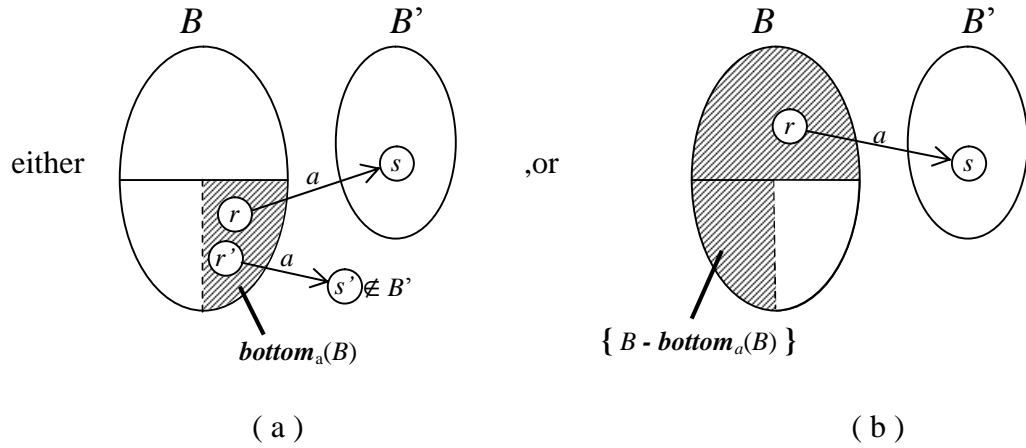 B B’ B B’
either ,or
r a s
r a s
r’ a s’ ∉ B’
bottom_a(B)
{ B - bottom_a(B) }
( a ) ( b )